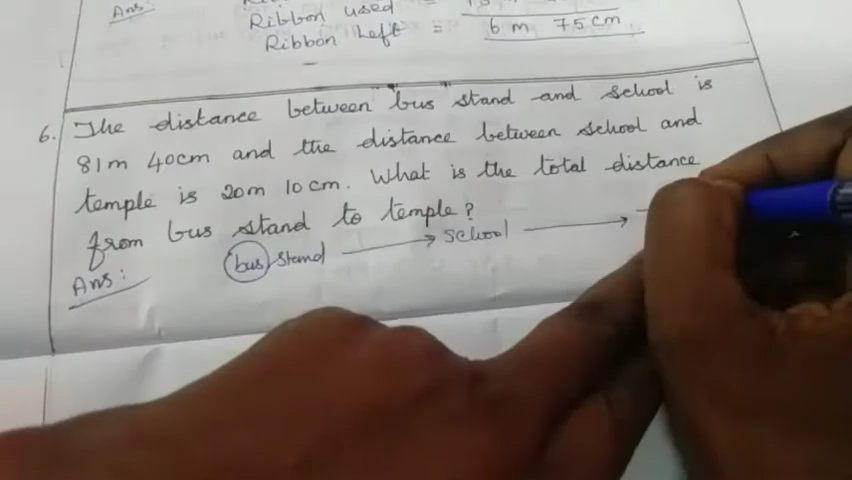 Ans:
Ribbon used =
Ribbon left = 6 m 75 cm
6. The distance between bus stand and school is
81m 40cm and the distance between school and
temple is 20m 10cm. What is the total distance
from bus stand to temple?
Ans: bus stand → school →